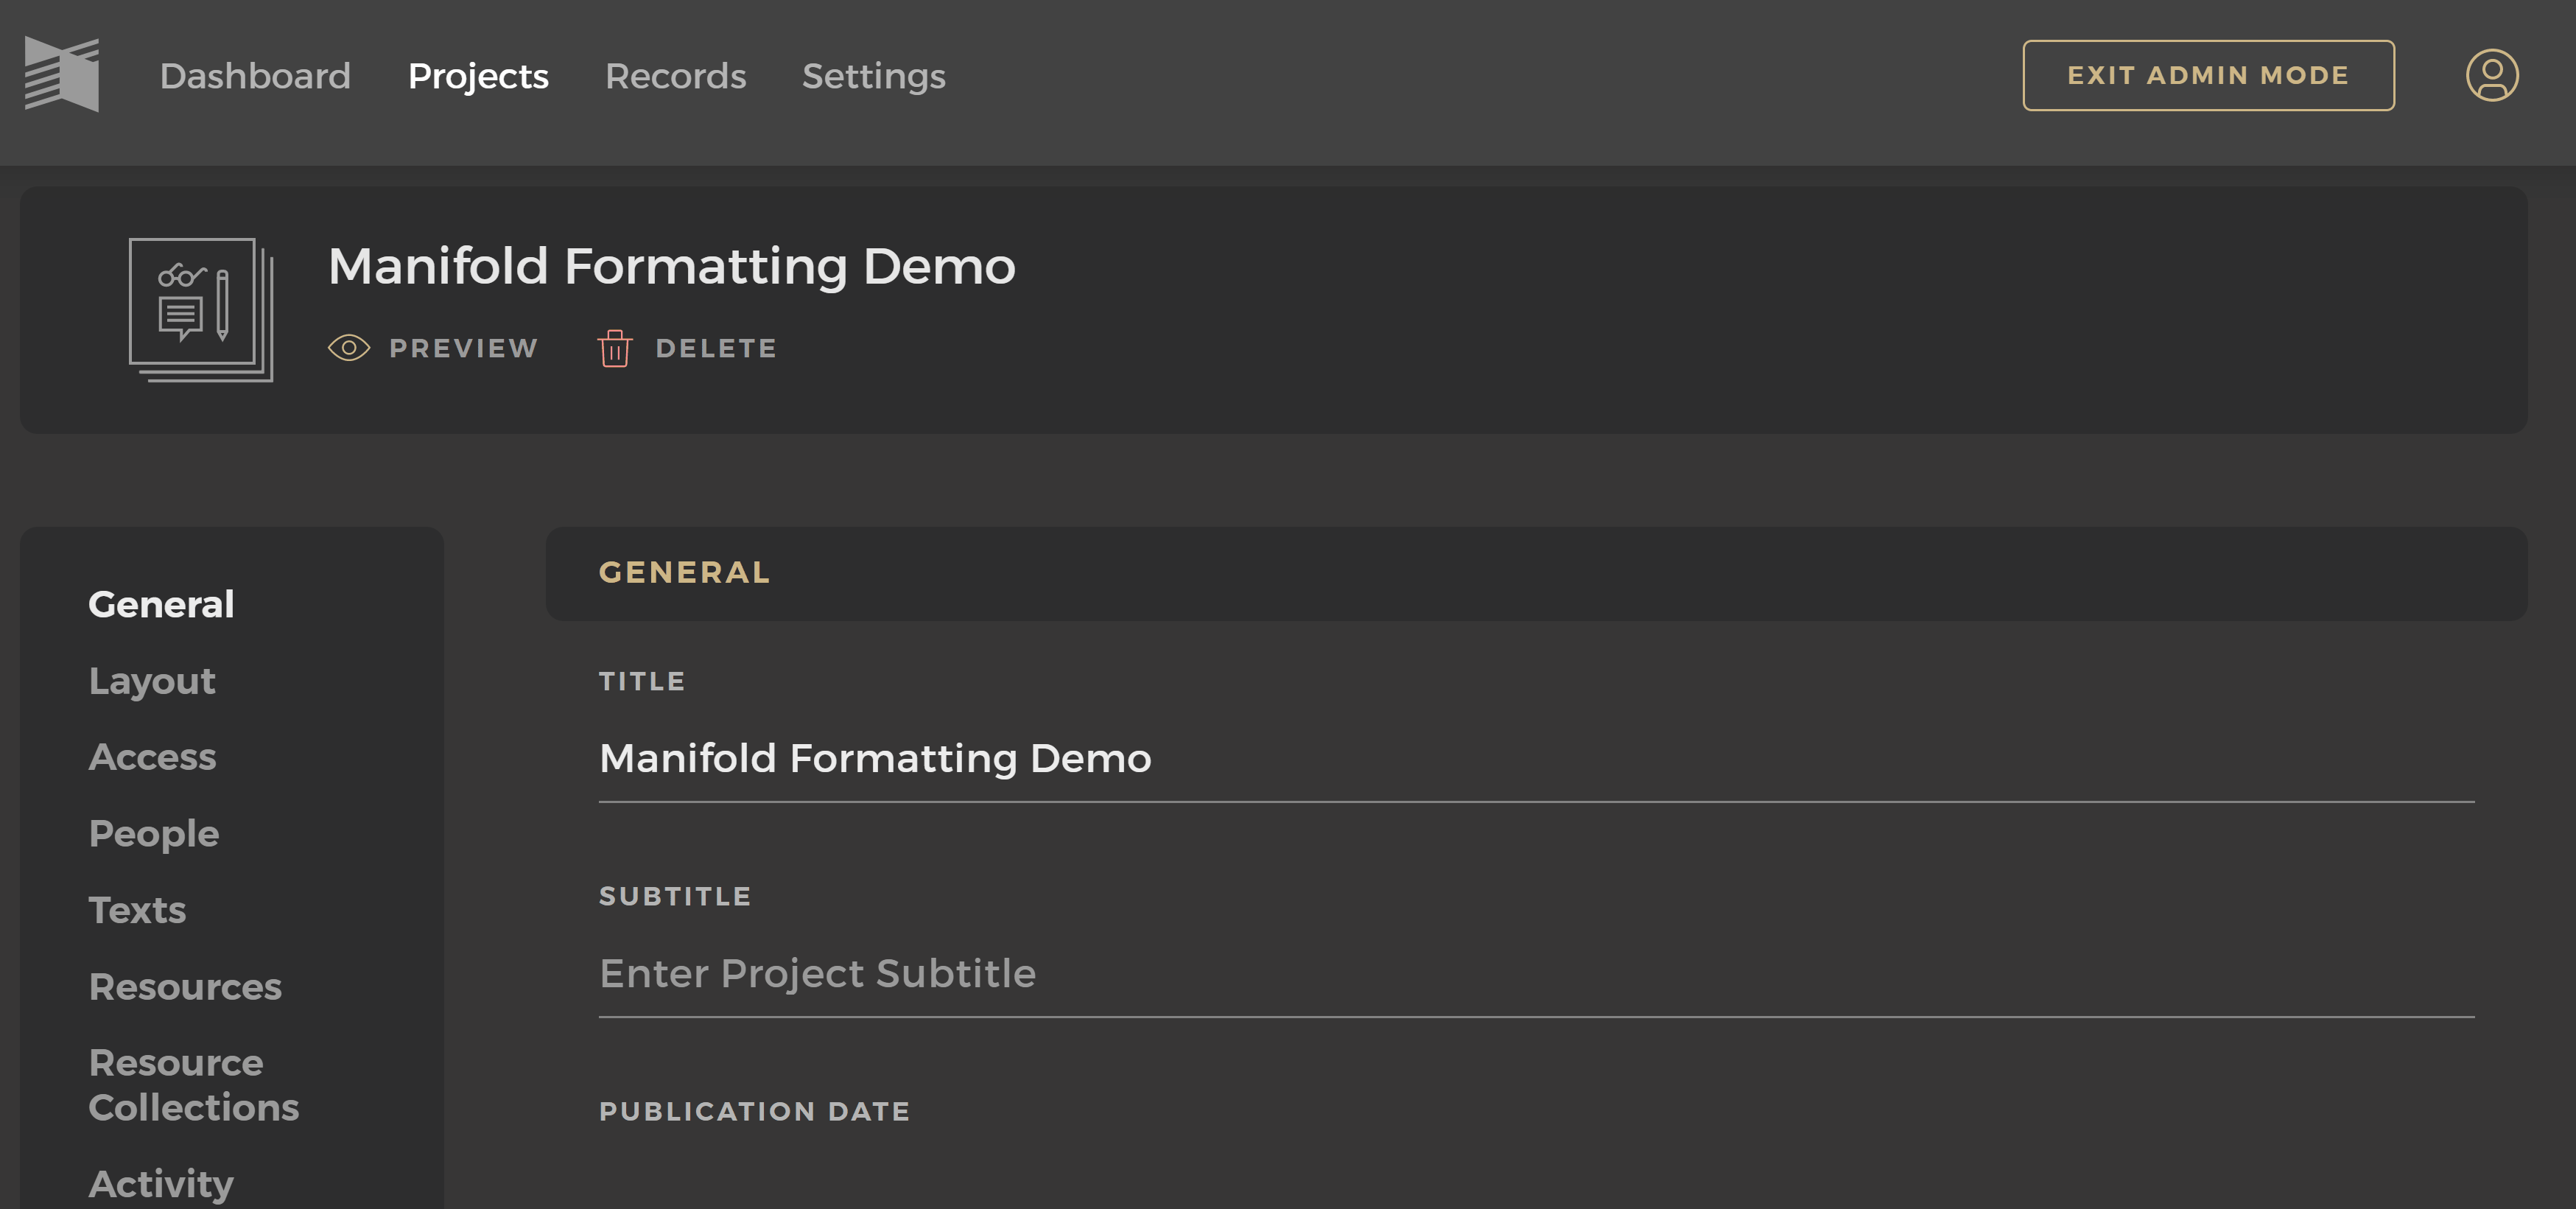 Dashboard Projects Records Settings EXIT ADMIN MODE
Manifold Formatting Demo
PREVIEW DELETE
General
Layout
Access
People
Texts
Resources
Resource
Collections
Activity
GENERAL
TITLE
Manifold Formatting Demo
SUBTITLE
Enter Project Subtitle
PUBLICATION DATE